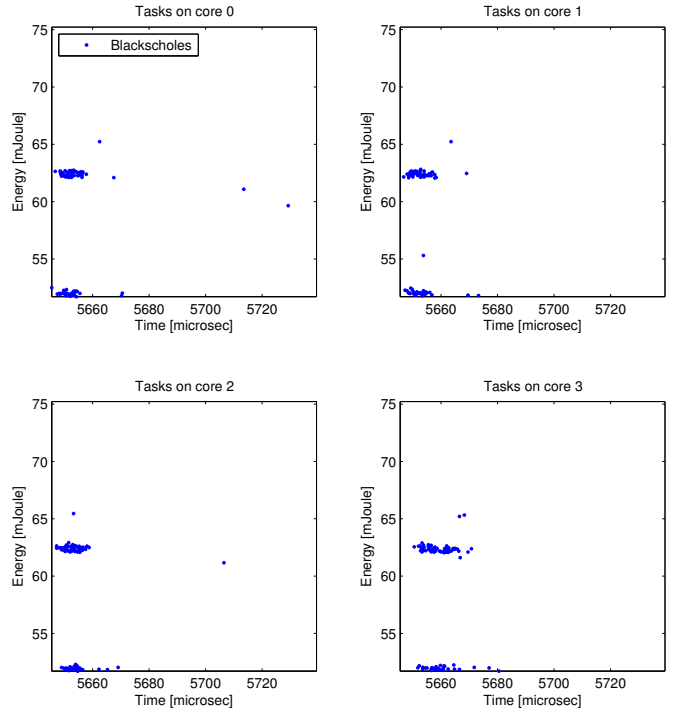 Tasks on core 0
75
70
65
60
55
5660 5680 5700 5720
Energy [mJoule]
Time [microsec]
Blackscholes
Tasks on core 1
75
70
65
60
55
5660 5680 5700 5720
Energy [mJoule]
Time [microsec]
Tasks on core 2
75
70
65
60
55
5660 5680 5700 5720
Energy [mJoule]
Time [microsec]
Tasks on core 3
75
70
65
60
55
5660 5680 5700 5720
Energy [mJoule]
Time [microsec]